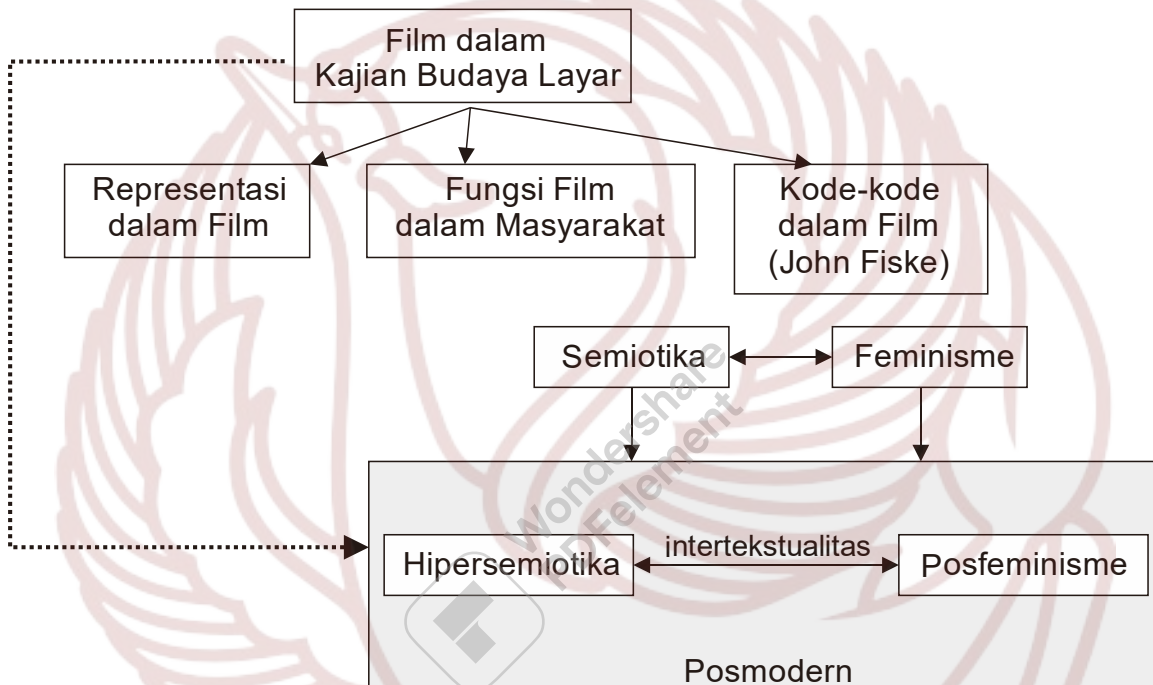 Film dalam
Kajian Budaya Layar
Representasi
dalam Film
Fungsi Film
dalam Masyarakat
Kode-kode
dalam Film
(John Fiske)
Semiotika
Feminisme
Wondershare
PDFelement
Hipersemiotika
intertekstualitas
Posfeminisme
Posmodern